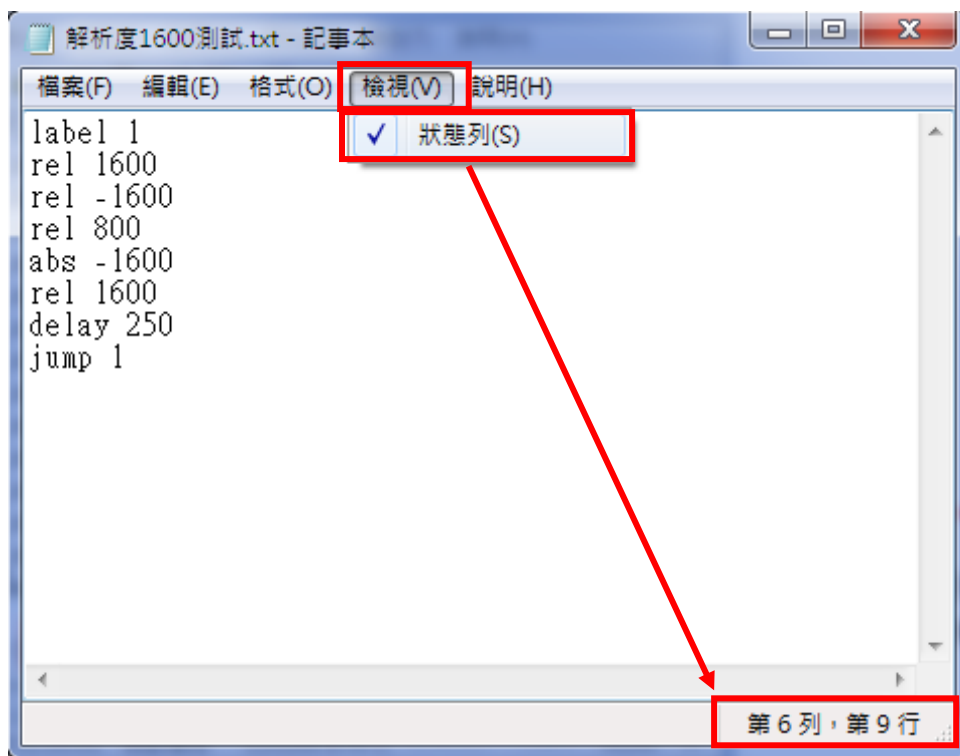 解析度1600測試.txt - 記事本
檔案(F) 編輯(E) 格式(O) 檢視(V) 說明(H)
✓ 狀態列(S)
label 1
rel 1600
rel -1600
rel 800
abs -1600
rel 1600
delay 250
jump 1
第 6 列，第 9 行